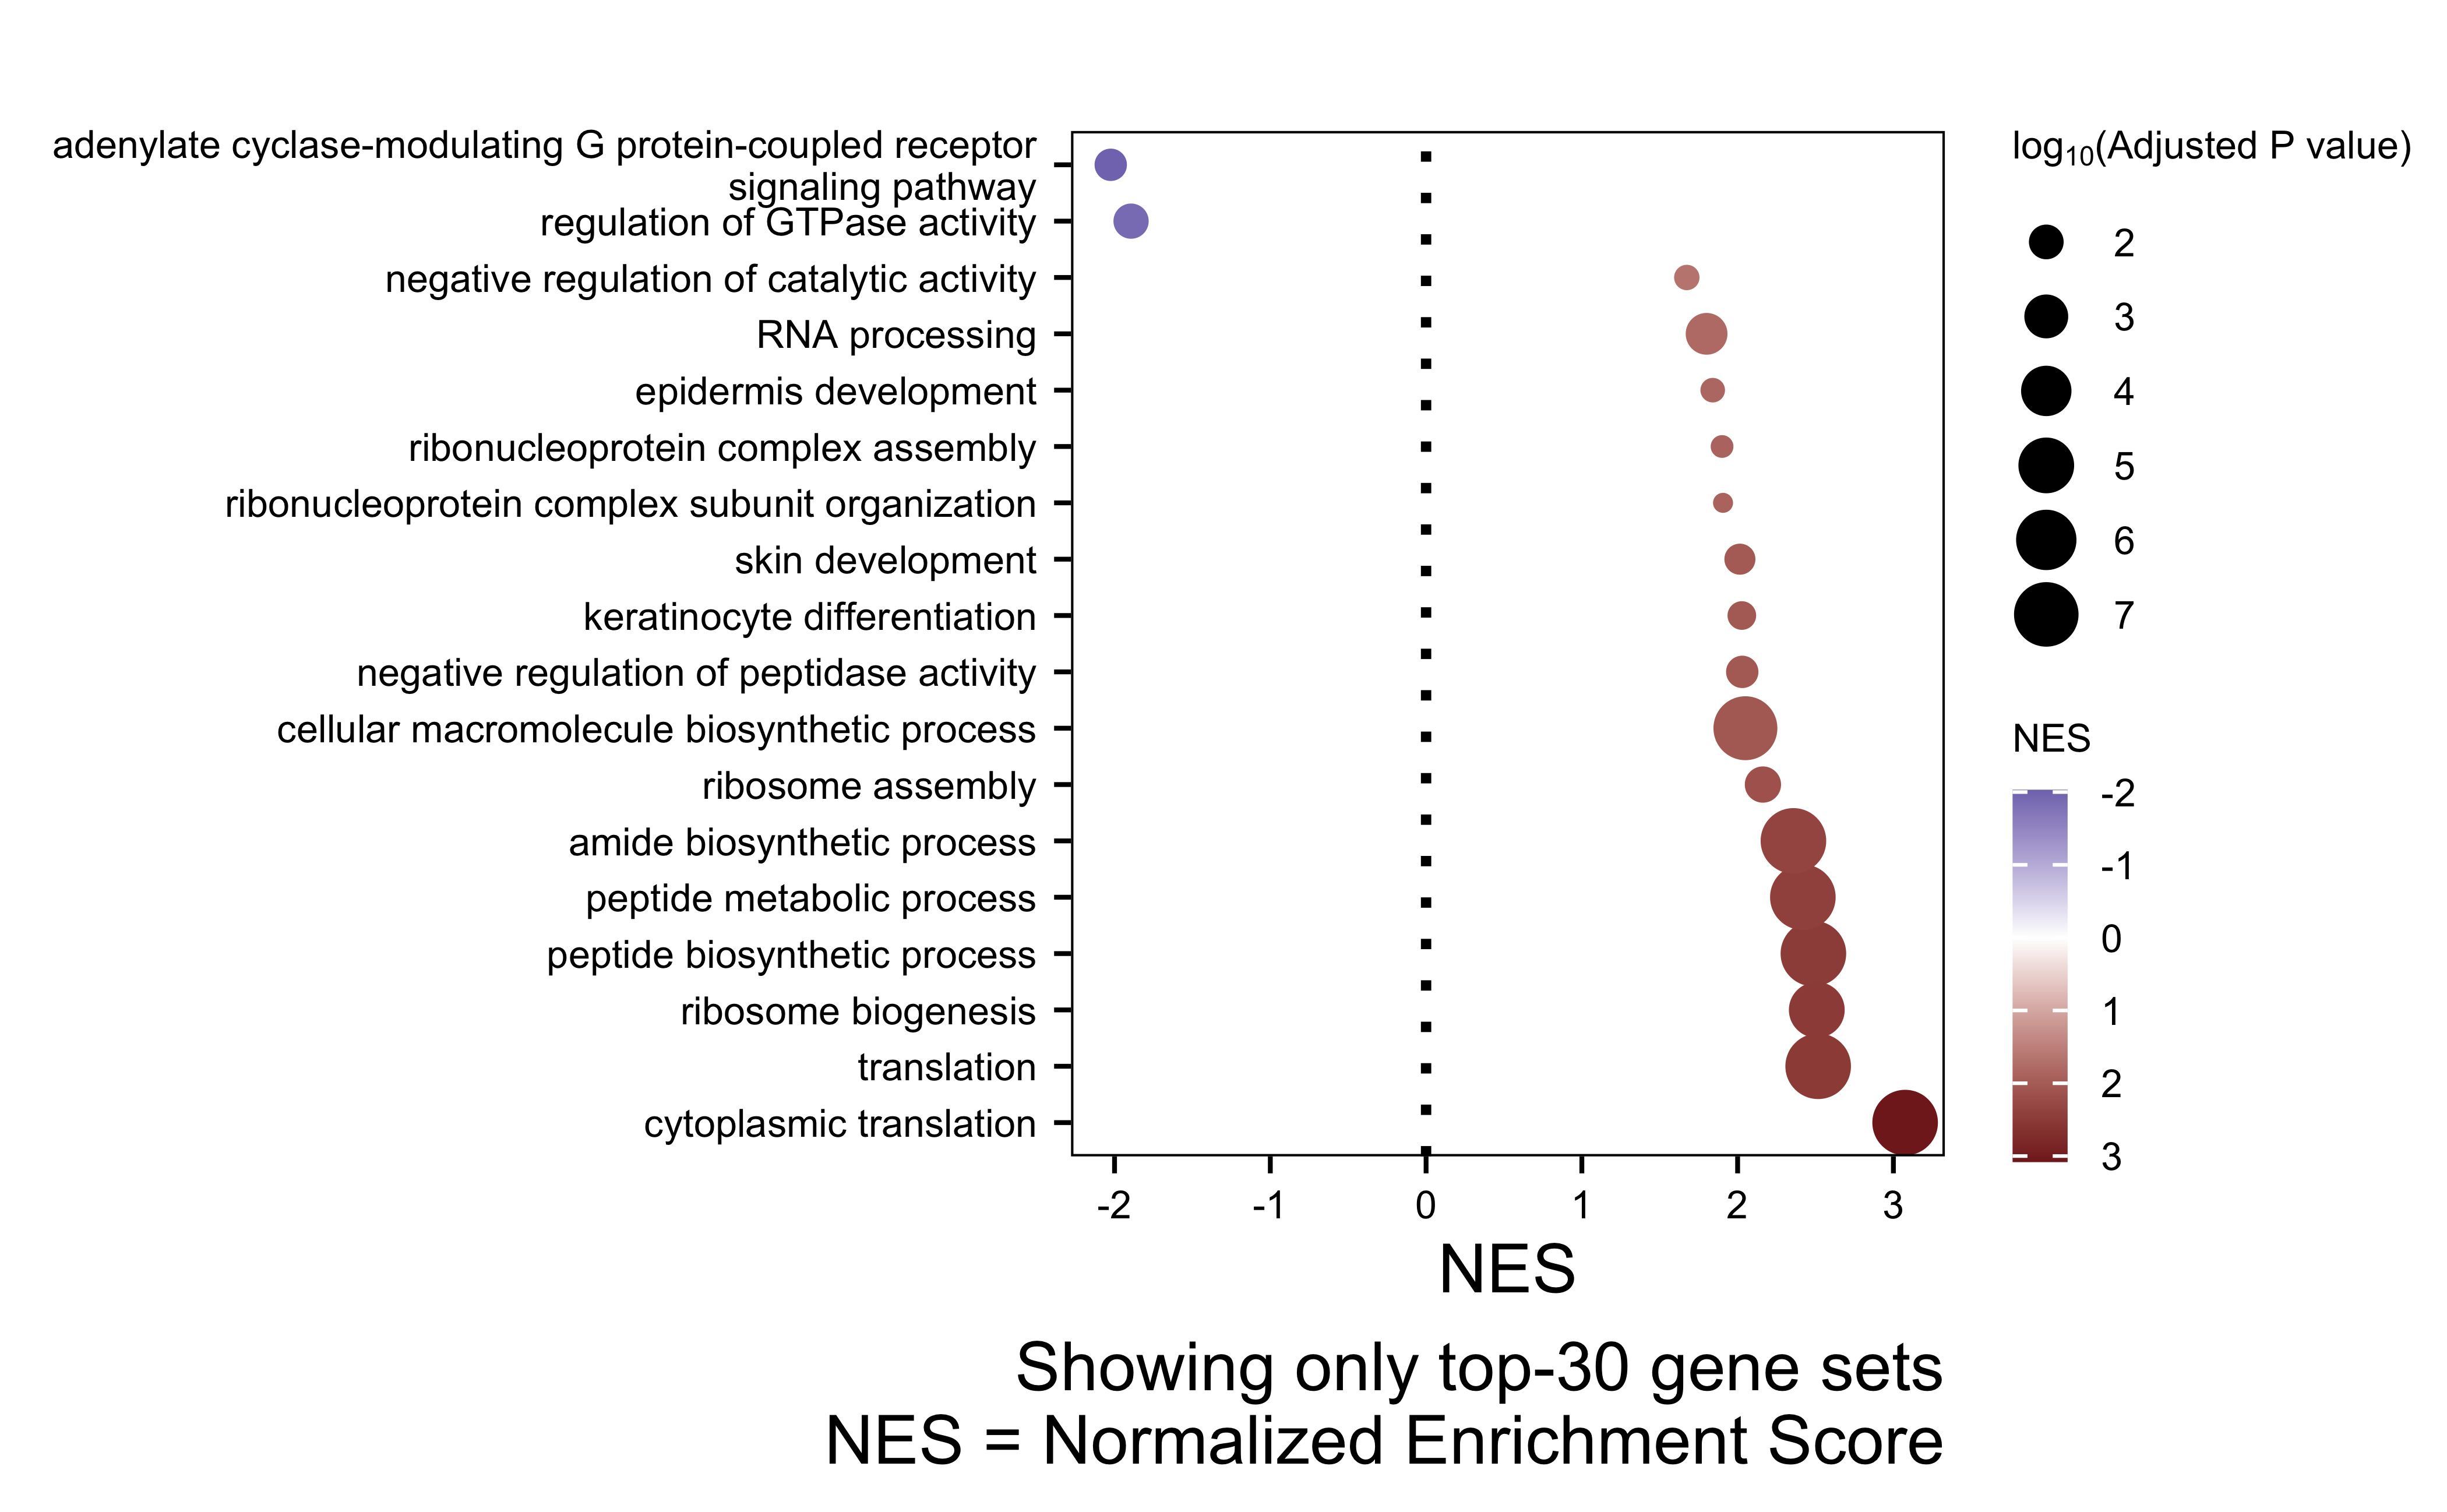 adenylate cyclase-modulating G protein-coupled receptor
signaling pathway
regulation of GTPase activity
negative regulation of catalytic activity
RNA processing
epidermis development
ribonucleoprotein complex assembly
ribonucleoprotein complex subunit organization
skin development
keratinocyte differentiation
negative regulation of peptidase activity
cellular macromolecule biosynthetic process
ribosome assembly
amide biosynthetic process
peptide metabolic process
peptide biosynthetic process
ribosome biogenesis
translation
cytoplasmic translation
-2 -1 0 1 2 3
NES
Showing only top-30 gene sets
NES = Normalized Enrichment Score
log10(Adjusted P value)
2
3
4
5
6
7
NES
-2
-1
0
1
2
3